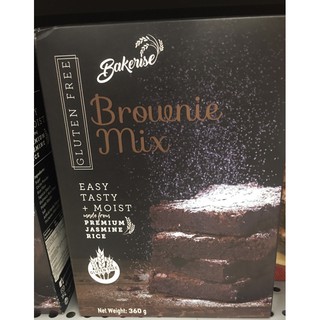 Bakerise
GLUTEN FREE
Brownie
Mix
EASY
TASTY
+ MOIST
made from
PREMIUM
JASMINE
RICE
Net Weight: 360 g